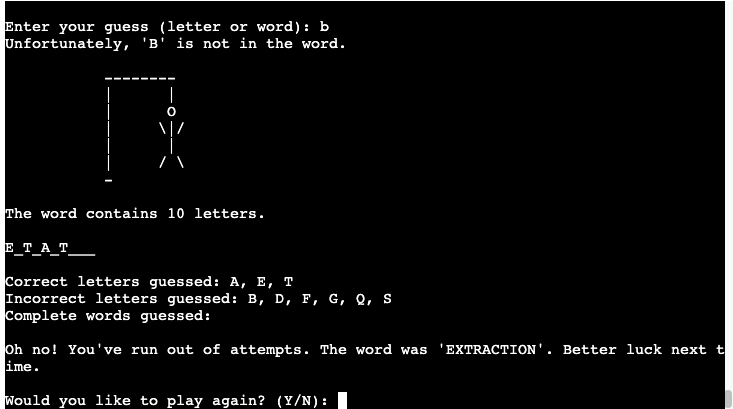 Enter your guess (letter or word): b
Unfortunately, 'B' is not in the word.
--------
|      |
|      O
|     \|/
|      |
|     / \
-
The word contains 10 letters.
E_T_A_T___
Correct letters guessed: A, E, T
Incorrect letters guessed: B, D, F, G, Q, S
Complete words guessed:
Oh no! You've run out of attempts. The word was 'EXTRACTION'. Better luck next t
ime.
Would you like to play again? (Y/N):